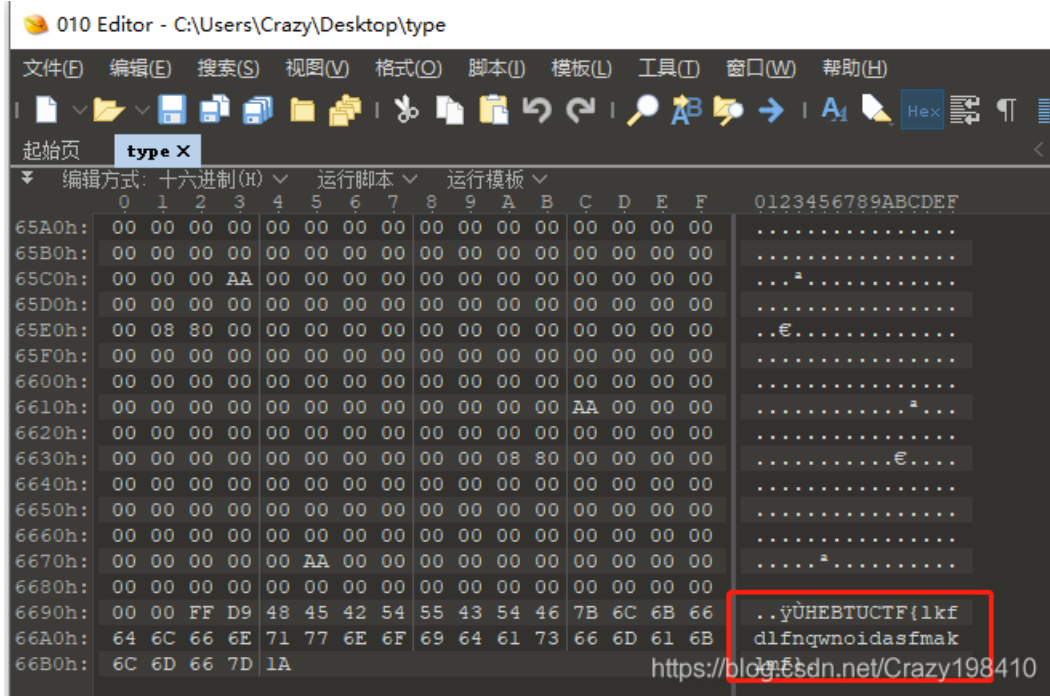 010 Editor - C:\Users\Crazy\Desktop\type
文件(F) 编辑(E) 搜索(S) 视图(V) 格式(O) 脚本(I) 模板(L) 工具(T) 窗口(W) 帮助(H)
Hex
起始页 type ×
编辑方式: 十六进制(H) 运行脚本 运行模板
0 1 2 3 4 5 6 7 8 9 A B C D E F 0123456789ABCDEF
65A0h: 00 00 00 00 00 00 00 00 00 00 00 00 00 00 00 00 ................
65B0h: 00 00 00 00 00 00 00 00 00 00 00 00 00 00 00 00 ................
65C0h: 00 00 00 AA 00 00 00 00 00 00 00 00 00 00 00 00 ...ª............
65D0h: 00 00 00 00 00 00 00 00 00 00 00 00 00 00 00 00 ................
65E0h: 00 08 80 00 00 00 00 00 00 00 00 00 00 00 00 00 ..€.............
65F0h: 00 00 00 00 00 00 00 00 00 00 00 00 00 00 00 00 ................
6600h: 00 00 00 00 00 00 00 00 00 00 00 00 00 00 00 00 ................
6610h: 00 00 00 00 00 00 00 00 00 00 00 00 AA 00 00 00 ............ª...
6620h: 00 00 00 00 00 00 00 00 00 00 00 00 00 00 00 00 ................
6630h: 00 00 00 00 00 00 00 00 00 00 08 80 00 00 00 00 ...........€....
6640h: 00 00 00 00 00 00 00 00 00 00 00 00 00 00 00 00 ................
6650h: 00 00 00 00 00 00 00 00 00 00 00 00 00 00 00 00 ................
6660h: 00 00 00 00 00 00 00 00 00 00 00 00 00 00 00 00 ................
6670h: 00 00 00 00 00 AA 00 00 00 00 00 00 00 00 00 00 .....ª..........
6680h: 00 00 00 00 00 00 00 00 00 00 00 00 00 00 00 00 ................
6690h: 00 00 FF D9 48 45 42 54 55 43 54 46 7B 6C 6B 66 ..ÿÙHEBTUCTF{lkf
66A0h: 64 6C 66 6E 71 77 6E 6F 69 64 61 73 66 6D 61 6B dlfnqwnoidasfmak
66B0h: 6C 6D 66 7D 1A lmf}.
https://blog.csdn.net/Crazy198410